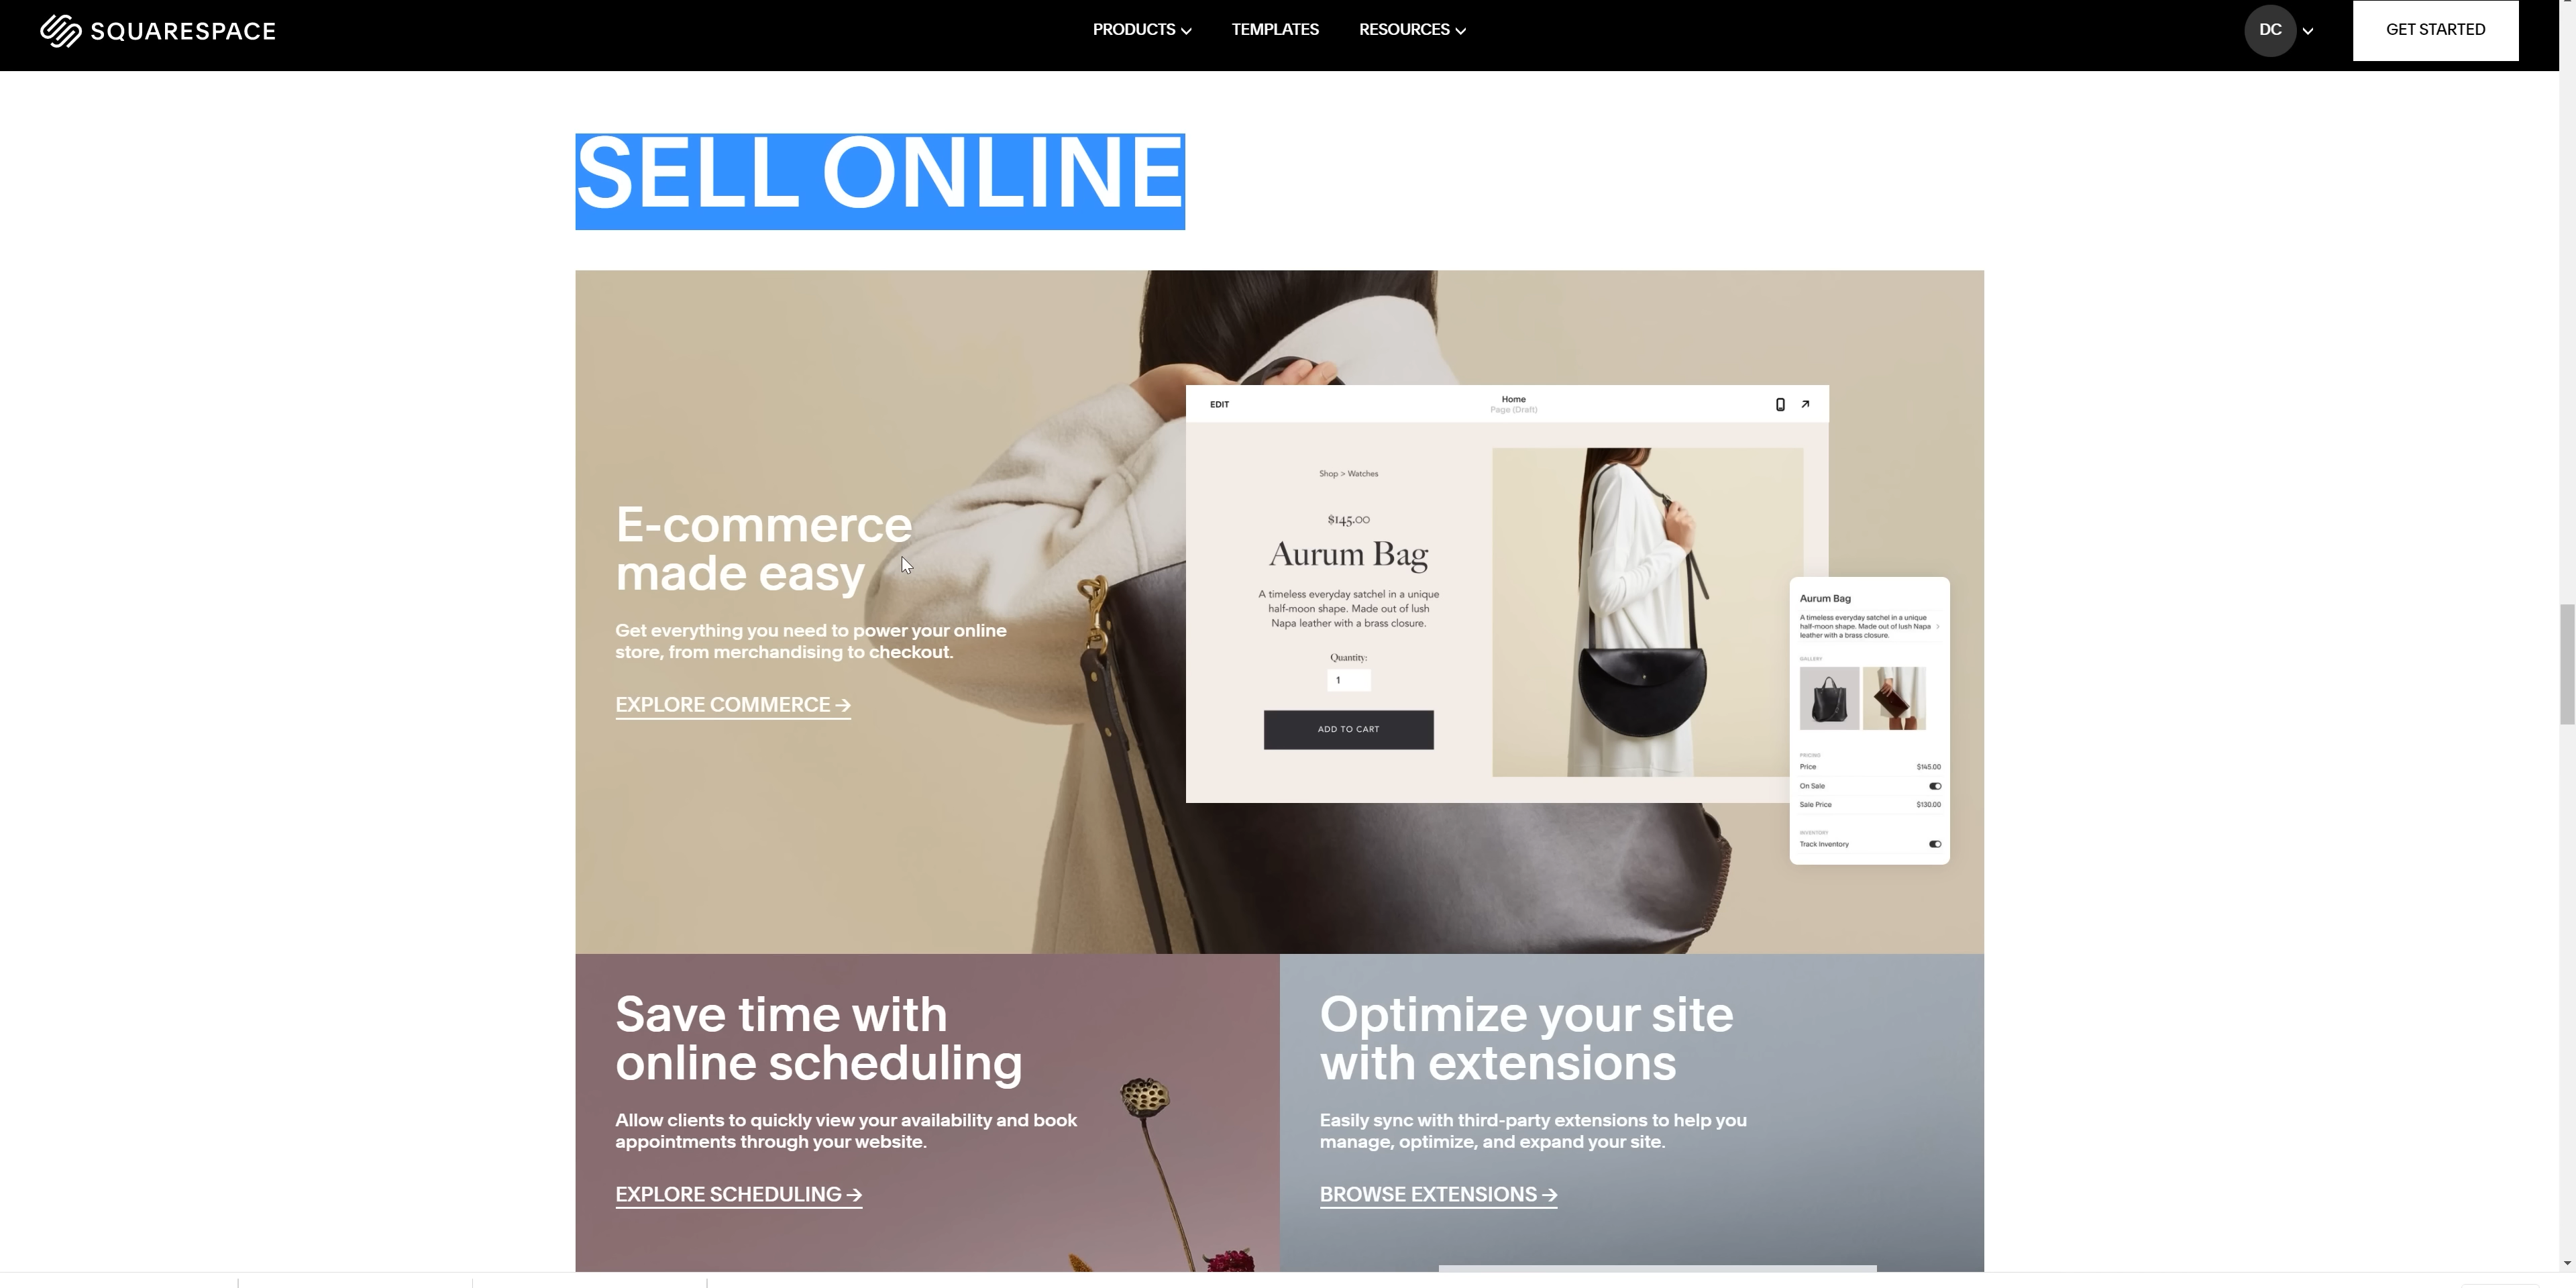 SQUARESPACE
PRODUCTS
TEMPLATES
RESOURCES
DC
GET STARTED
SELL ONLINE
E-commerce
made easy
Get everything you need to power your online
store, from merchandising to checkout.
EXPLORE COMMERCE →
EDIT
Home
Page (Draft)
Shop > Watches
$145.00
Aurum Bag
A timeless everyday satchel in a unique
half-moon shape. Made out of lush
Napa leather with a brass closure.
Quantity:
1
ADD TO CART
Aurum Bag
A timeless everyday satchel in a unique
half-moon shape. Made out of lush Napa
leather with a brass closure.
GALLERY
PRICING
Price $145.00
On Sale
Sale Price $130.00
INVENTORY
Track Inventory
Save time with
online scheduling
Allow clients to quickly view your availability and book
appointments through your website.
EXPLORE SCHEDULING →
Optimize your site
with extensions
Easily sync with third-party extensions to help you
manage, optimize, and expand your site.
BROWSE EXTENSIONS →